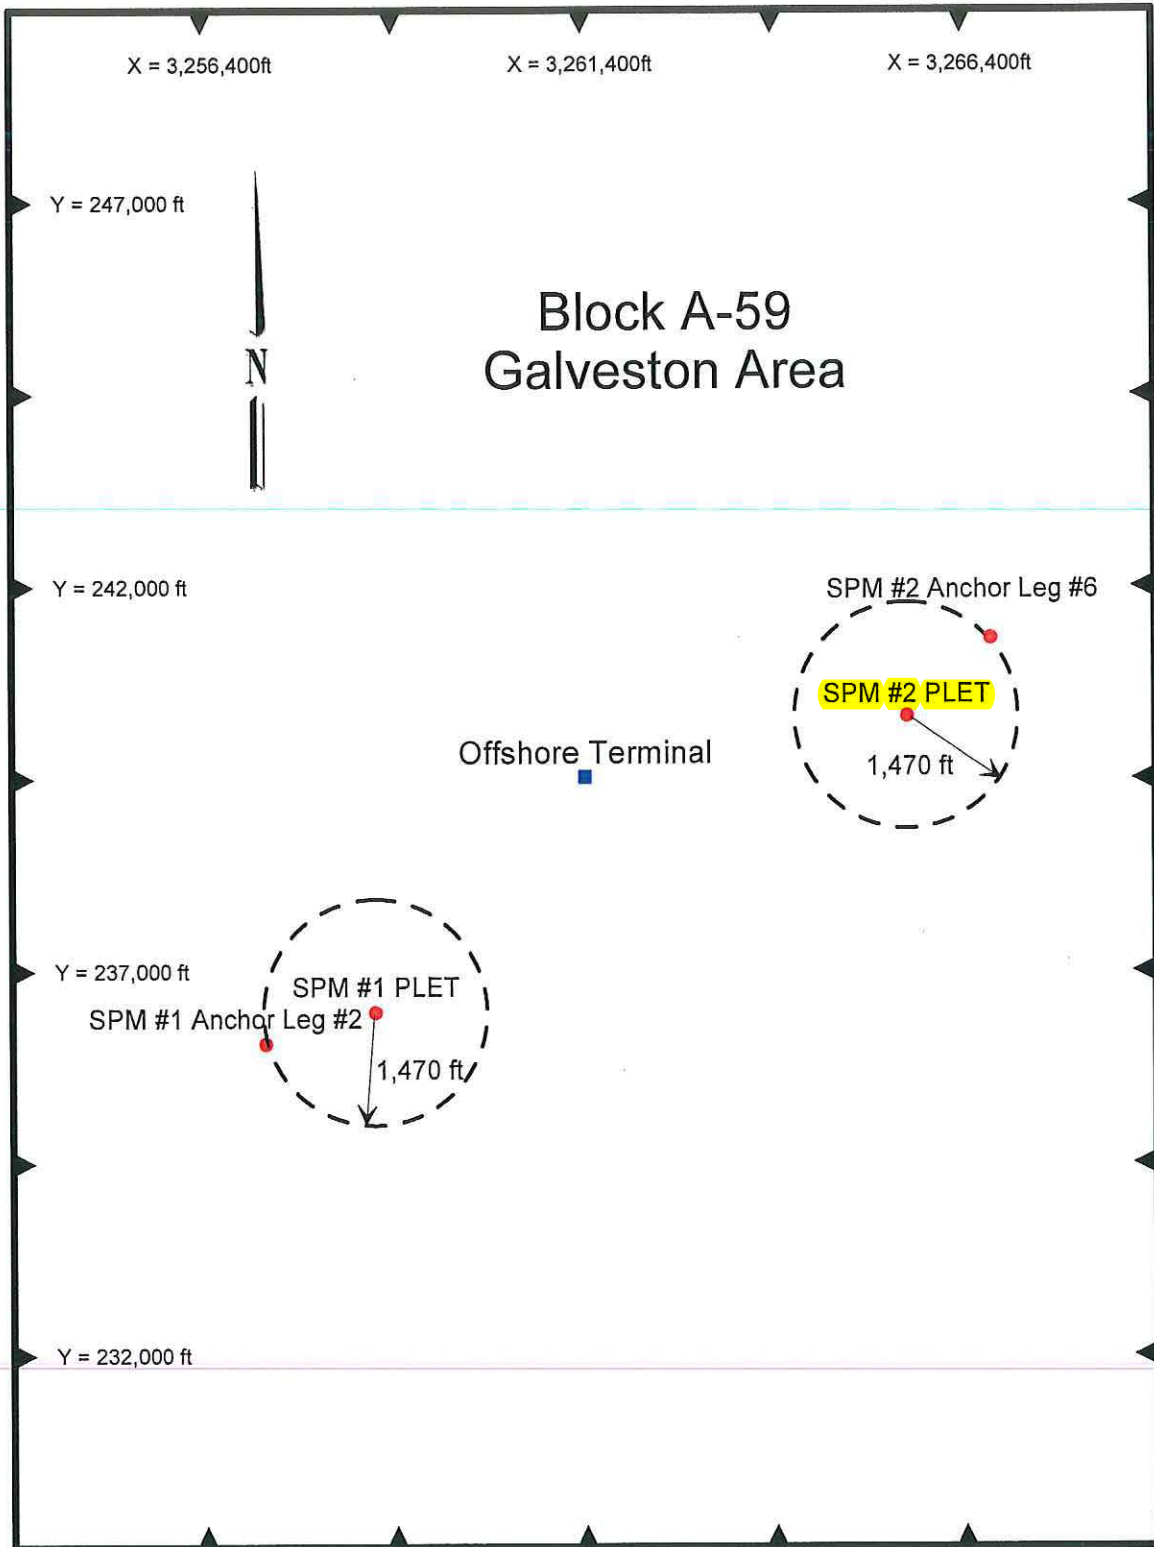 X = 3,256,400ft
X = 3,261,400ft
X = 3,266,400ft
Y = 247,000 ft
Block A-59
Galveston Area
N
Y = 242,000 ft
SPM #2 Anchor Leg #6
SPM #2 PLET
Offshore Terminal
1,470 ft
Y = 237,000 ft
SPM #1 PLET
SPM #1 Anchor Leg #2
1,470 ft
Y = 232,000 ft